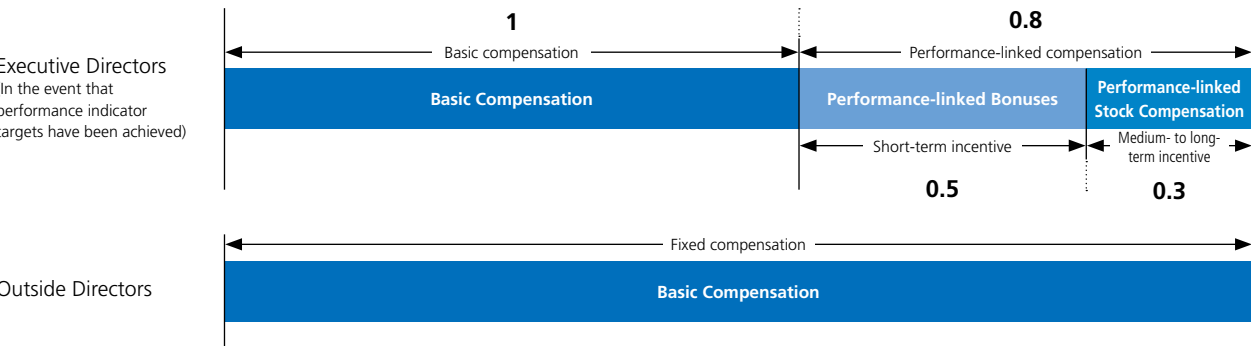 1
0.8
Basic compensation
Performance-linked compensation
Executive Directors
In the event that
performance indicator
targets have been achieved)
Basic Compensation
Performance-linked Bonuses
Performance-linked
Stock Compensation
Short-term incentive
Medium- to long-
term incentive
0.5
0.3
Fixed compensation
Outside Directors
Basic Compensation